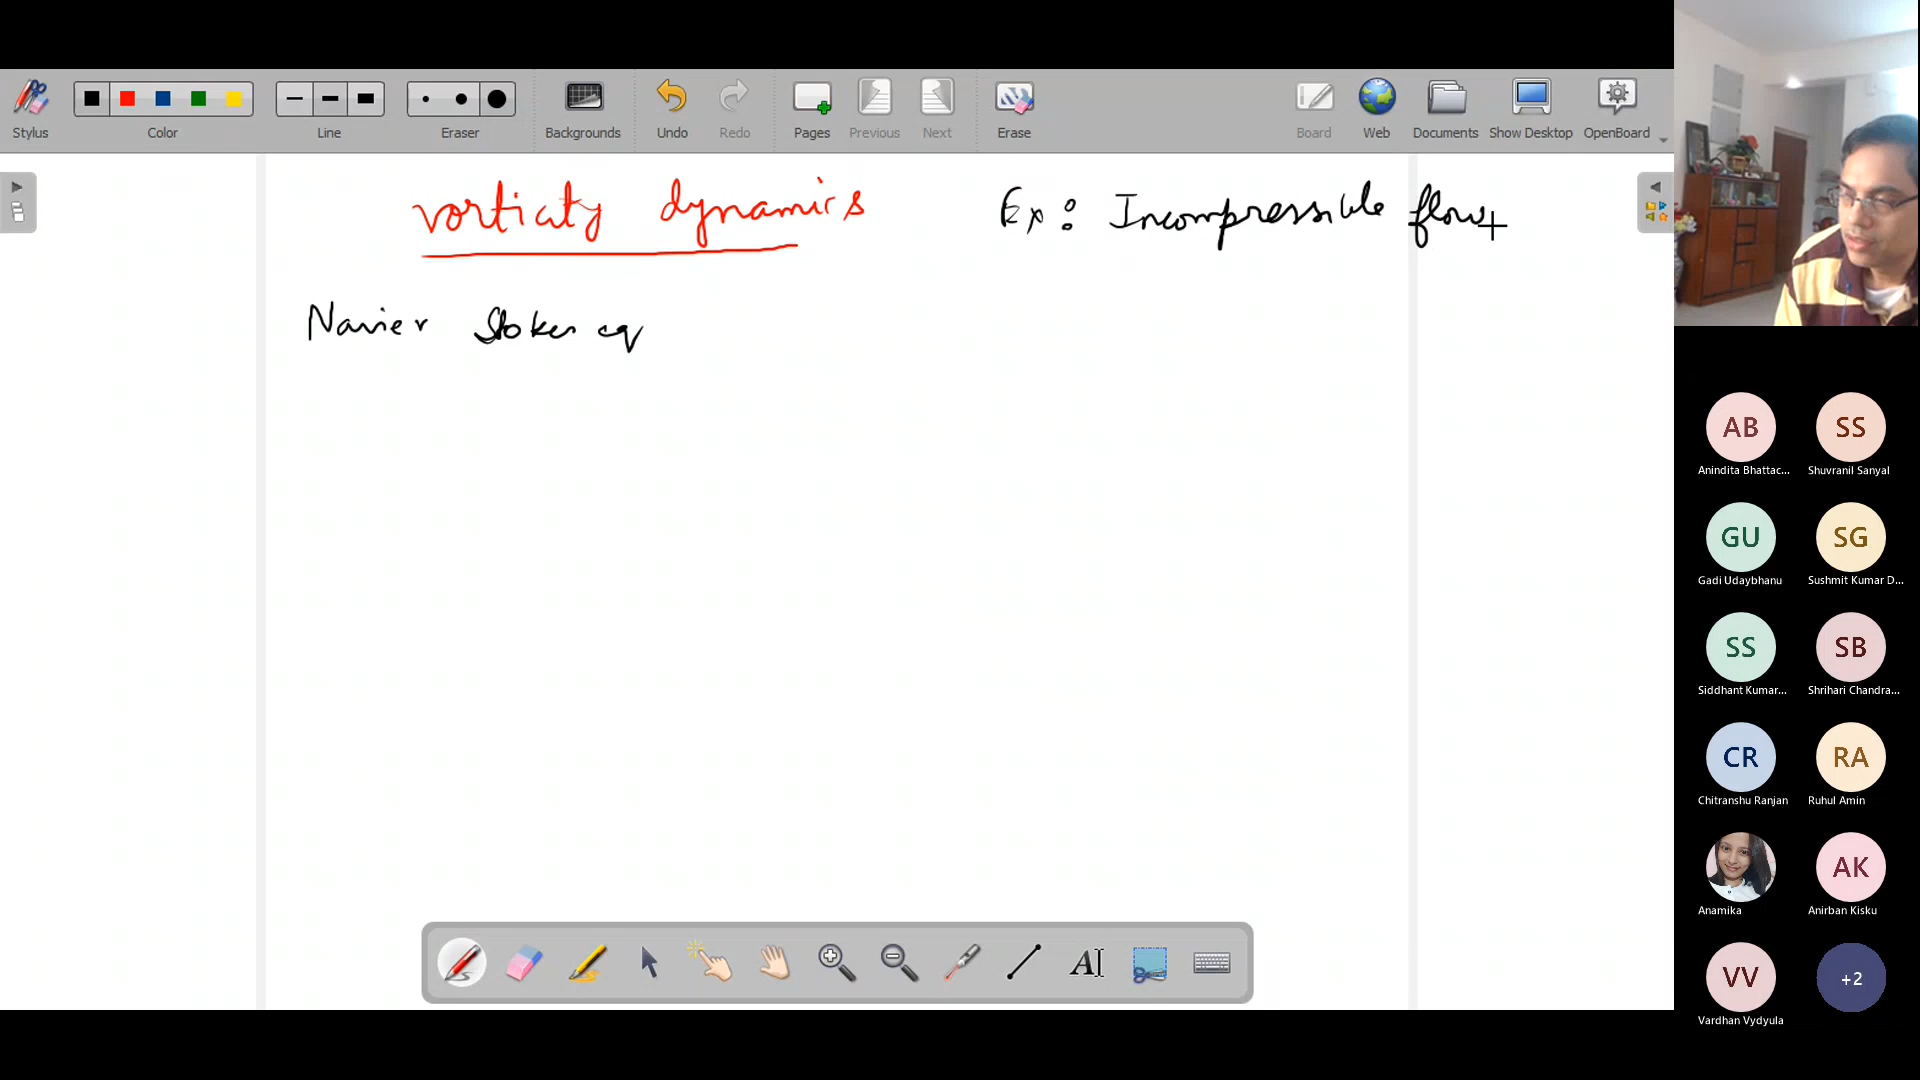 Stylus
Color
Line
Eraser
Backgrounds
Undo
Redo
Pages
Previous
Next
Erase
Board
Web
Documents
Show Desktop
OpenBoard
vorticity dynamics
Ex: Incompressible flow
Navier Stokes eq
AB
Anindita Bhattac...
SS
Shuvranil Sanyal
GU
Gadi Udaybhanu
SG
Sushmit Kumar D...
SS
Siddhant Kumar...
SB
Shrihari Chandra...
CR
Chitranshu Ranjan
RA
Ruhul Amin
Anamika
AK
Anirban Kisku
VV
Vardhan Vydyula
+2